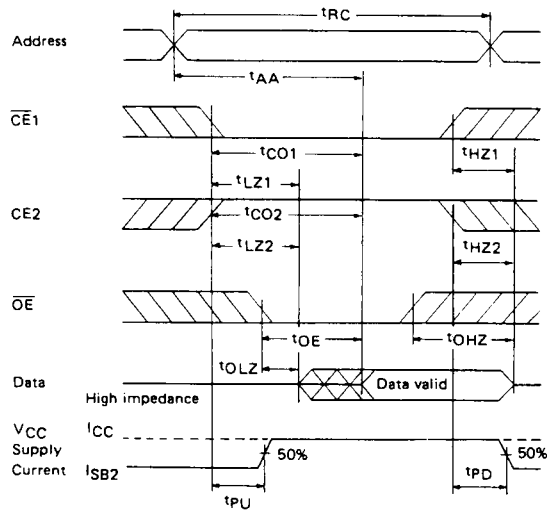 tRC
Address
tAA
CE1
tCO1
tHZ1
tLZ1
CE2
tCO2
tLZ2
tHZ2
OE
tOE
tOHZ
tOLZ
Data
Data valid
High impedance
VCC ICC
Supply
50%
50%
Current ISB2
tPU
tPD